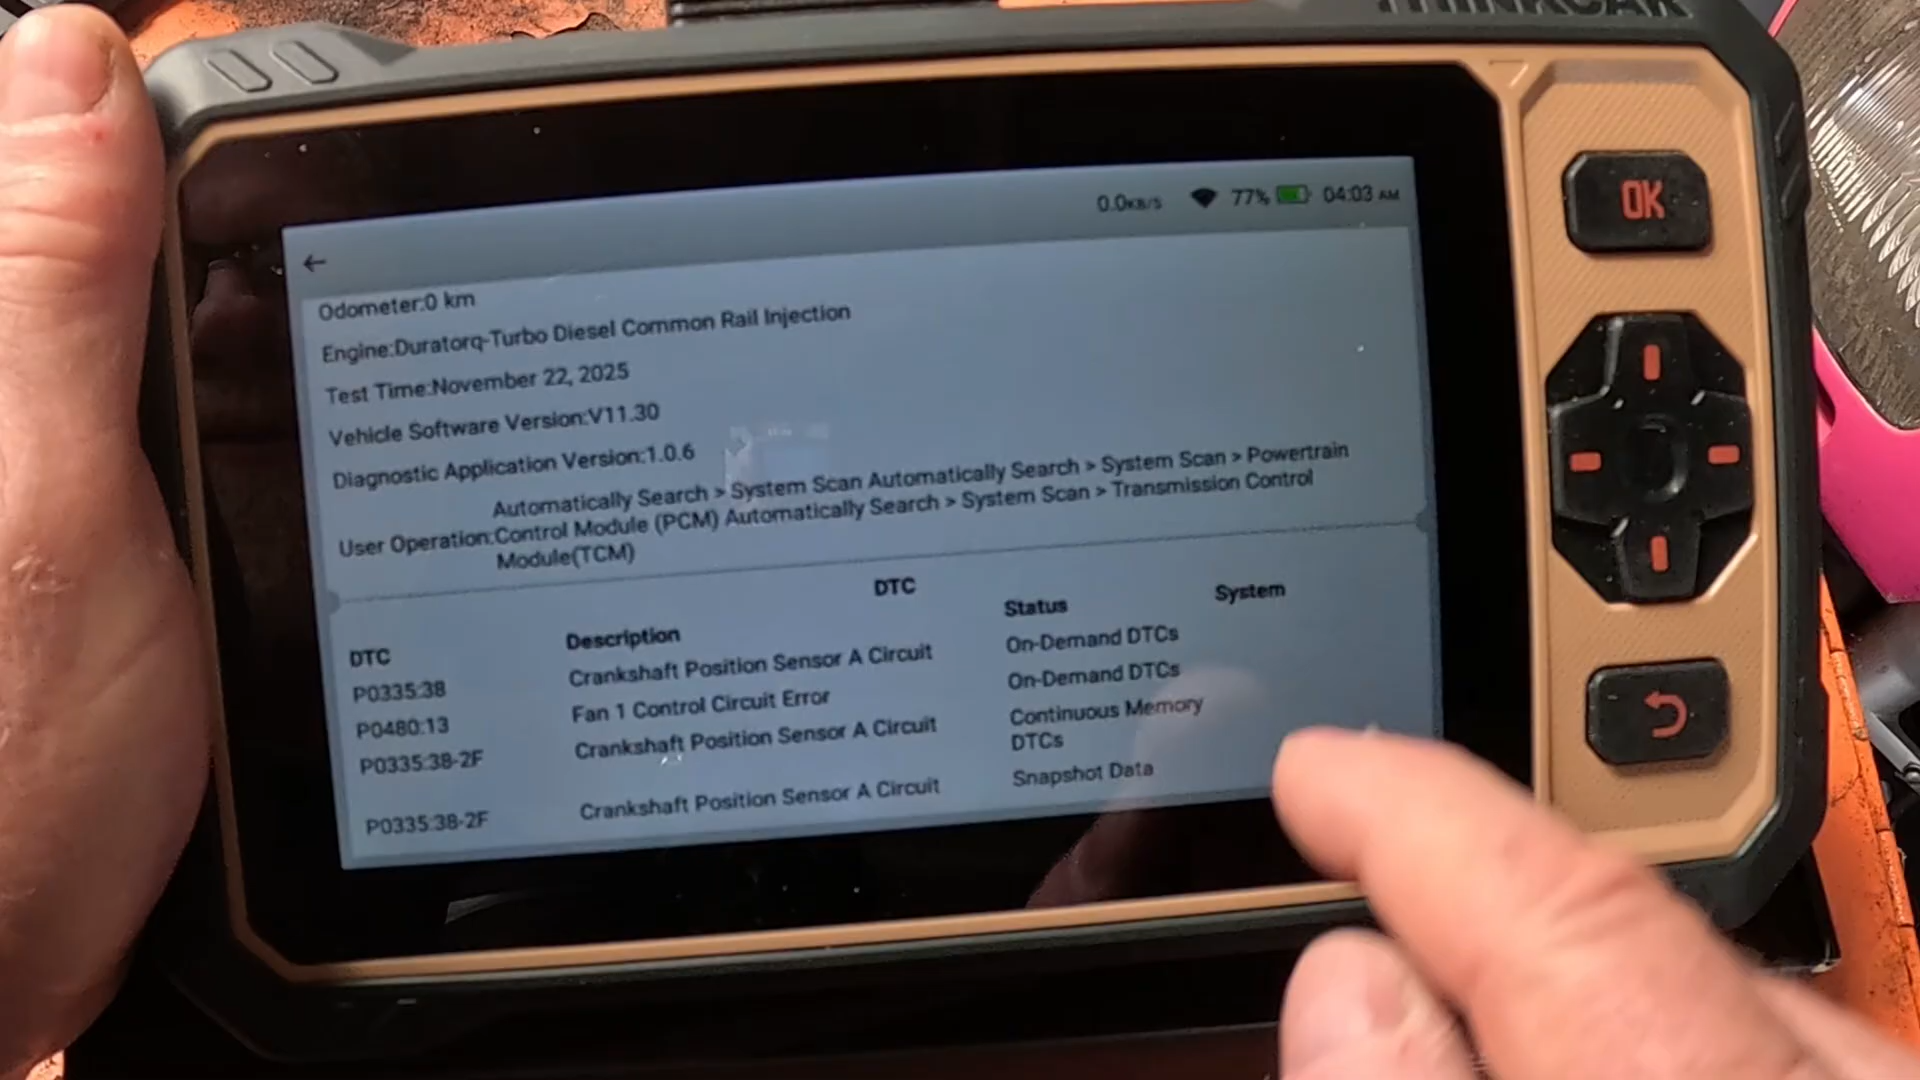 THINKCAR
0.0KB/S 77% 04:03 AM
Odometer:0 km
Engine:Duratorq-Turbo Diesel Common Rail Injection
Test Time:November 22, 2025
Vehicle Software Version:V11.30
Diagnostic Application Version:1.0.6
Automatically Search > System Scan Automatically Search > System Scan > Powertrain
User Operation:Control Module (PCM) Automatically Search > System Scan > Transmission Control
Module(TCM)
DTC
DTC Description Status System
P0335:38 Crankshaft Position Sensor A Circuit On-Demand DTCs
P0480:13 Fan 1 Control Circuit Error On-Demand DTCs
P0335:38-2F Crankshaft Position Sensor A Circuit Continuous Memory
DTCs
P0335:38-2F Crankshaft Position Sensor A Circuit Snapshot Data
OK